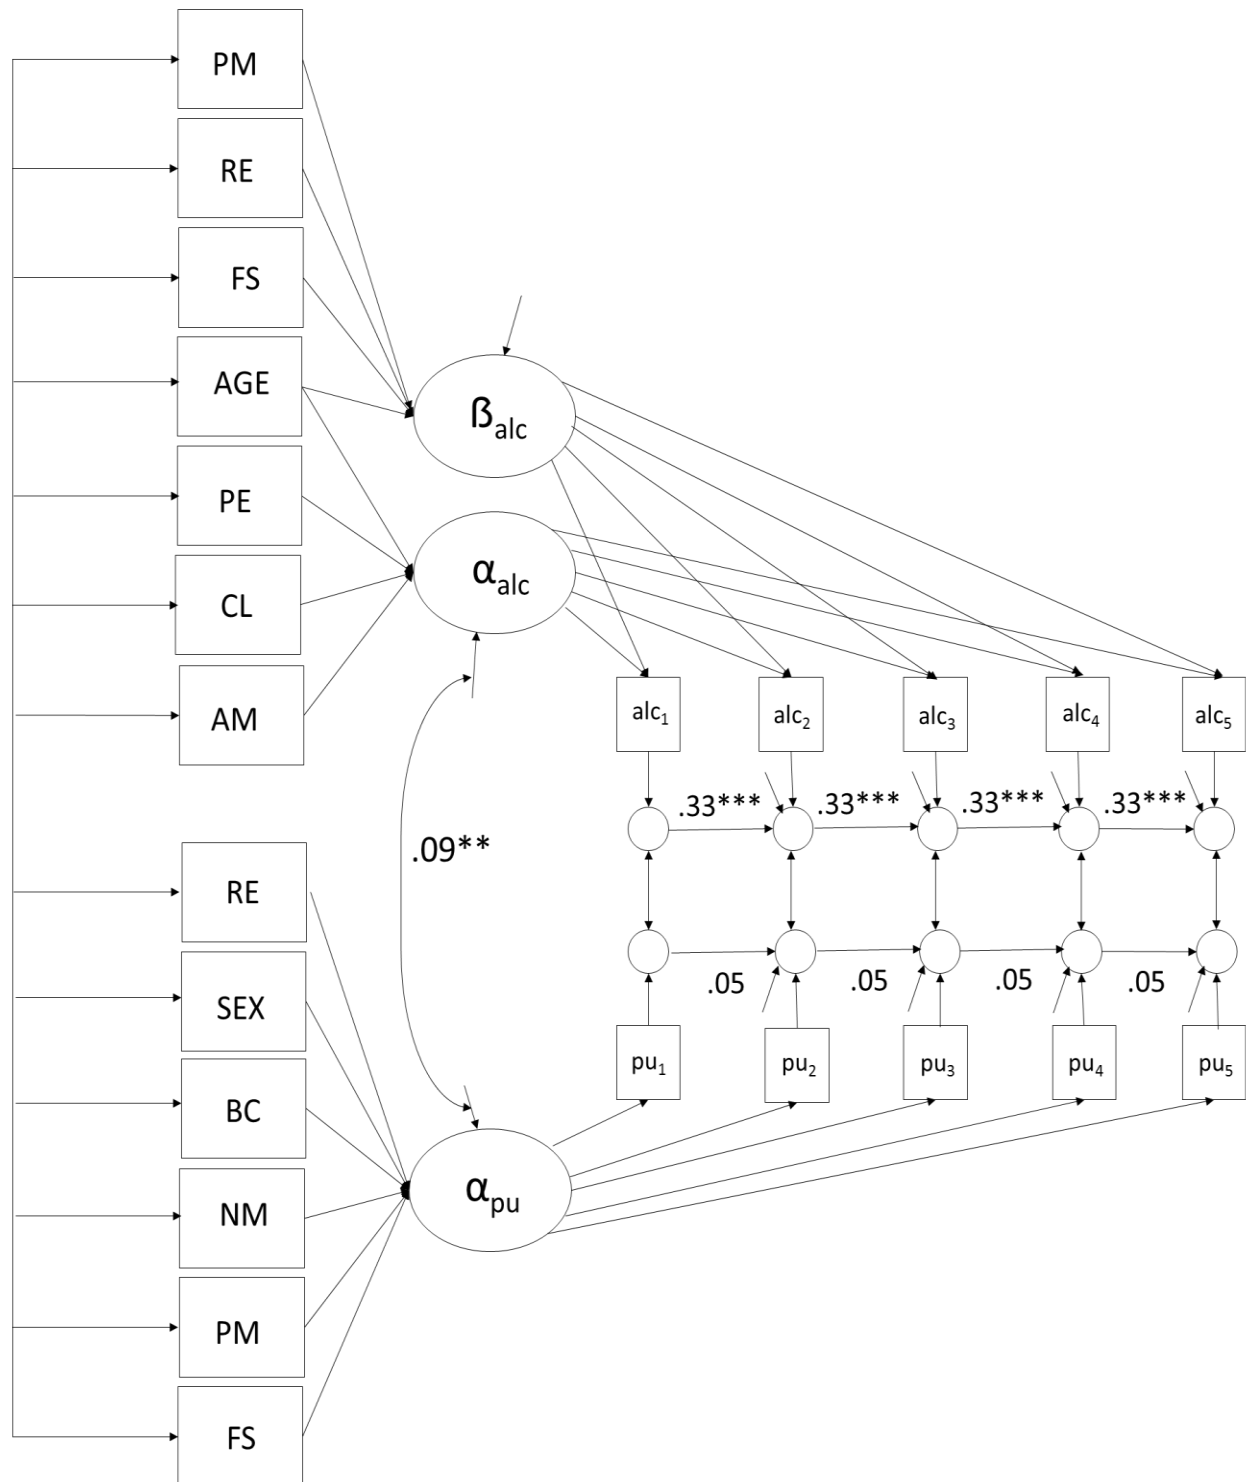 PM
RE
FS
AGE
PE
CL
AM
ßalc
αalc
alc1 alc2 alc3 alc4 alc5
.33*** .33*** .33*** .33***
.09**
.05 .05 .05 .05
pu1 pu2 pu3 pu4 pu5
RE
SEX
BC
NM
PM
FS
αpu